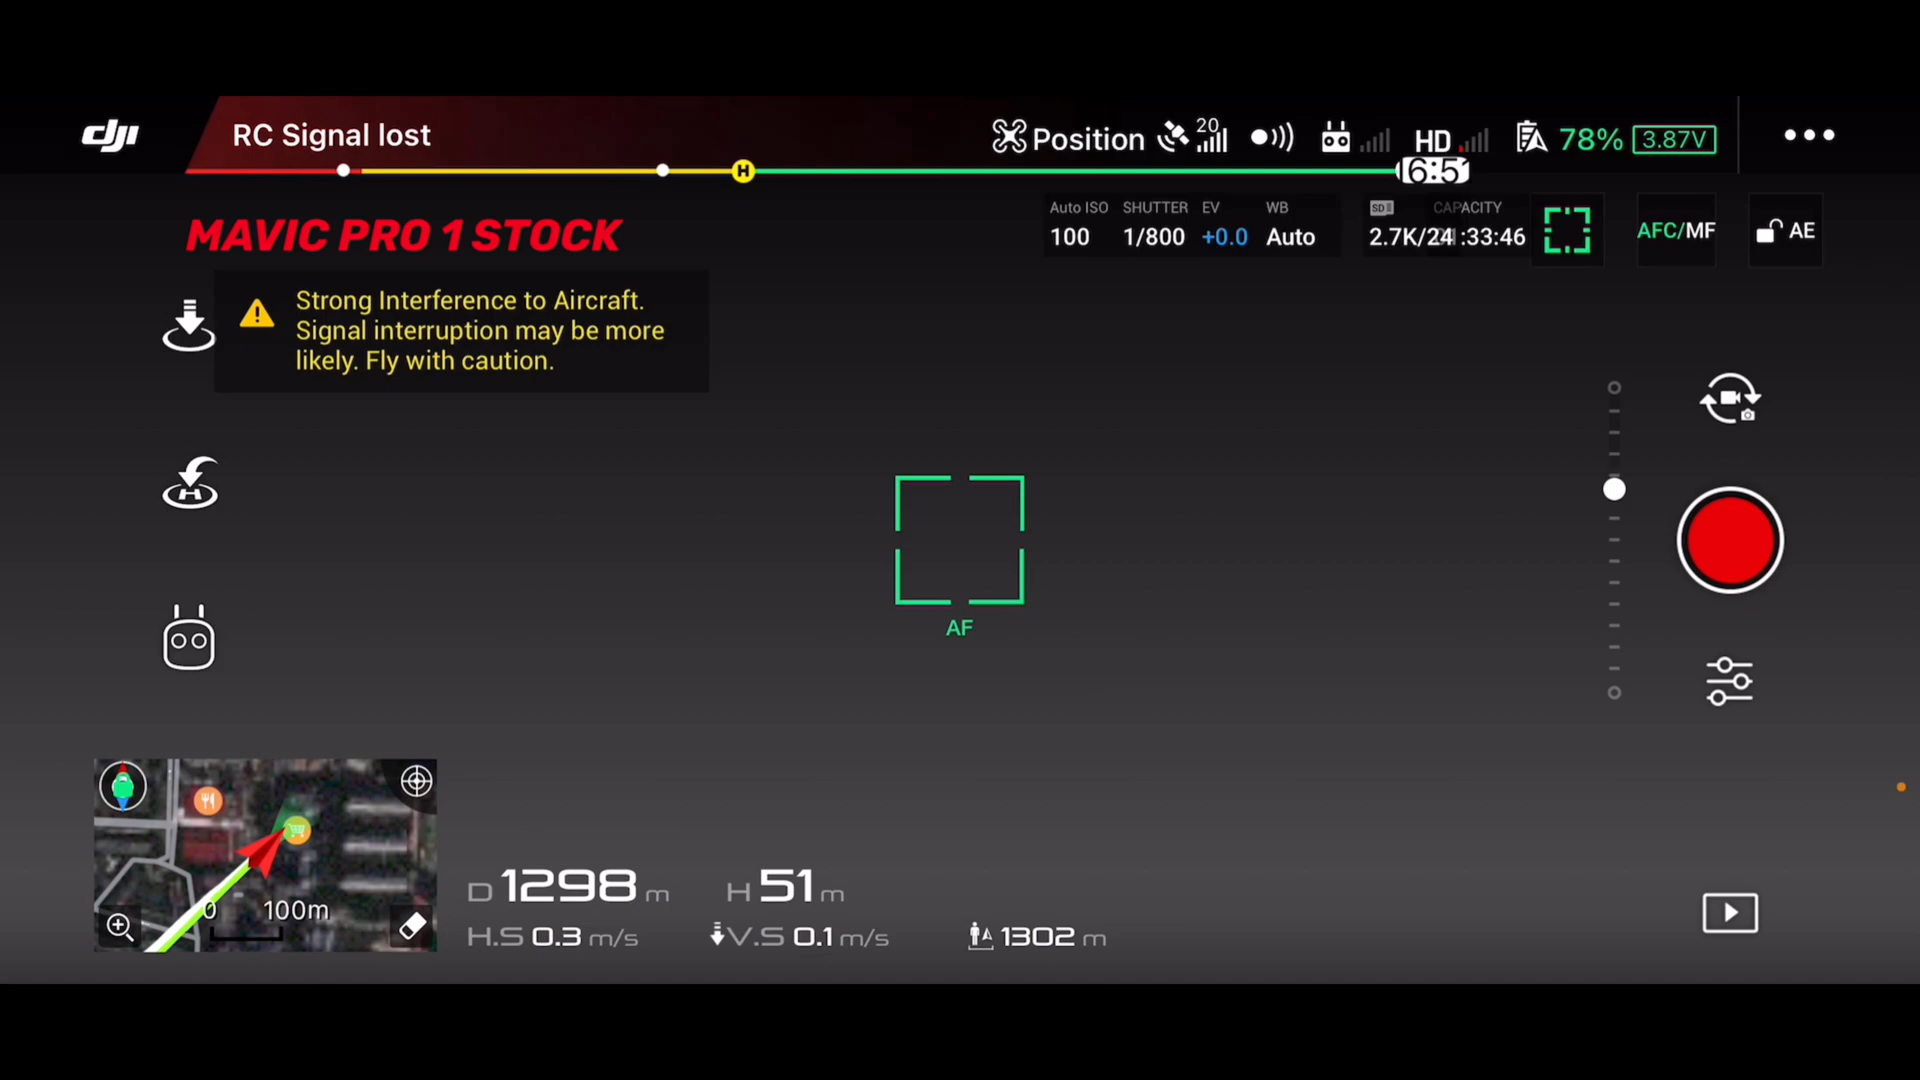 dji
RC Signal lost
Position
20
HD
78%
3.87V
H
MAVIC PRO 1 STOCK
Auto ISO
100
SHUTTER
1/800
EV
+0.0
WB
Auto
SD
2.7K/24
CAPACITY
:33:46
AFC/MF
AE
Strong Interference to Aircraft.
Signal interruption may be more
likely. Fly with caution.
H
AF
0
100m
D 1298 m
H 51 m
H.S 0.3 m/s
V.S 0.1 m/s
1302 m